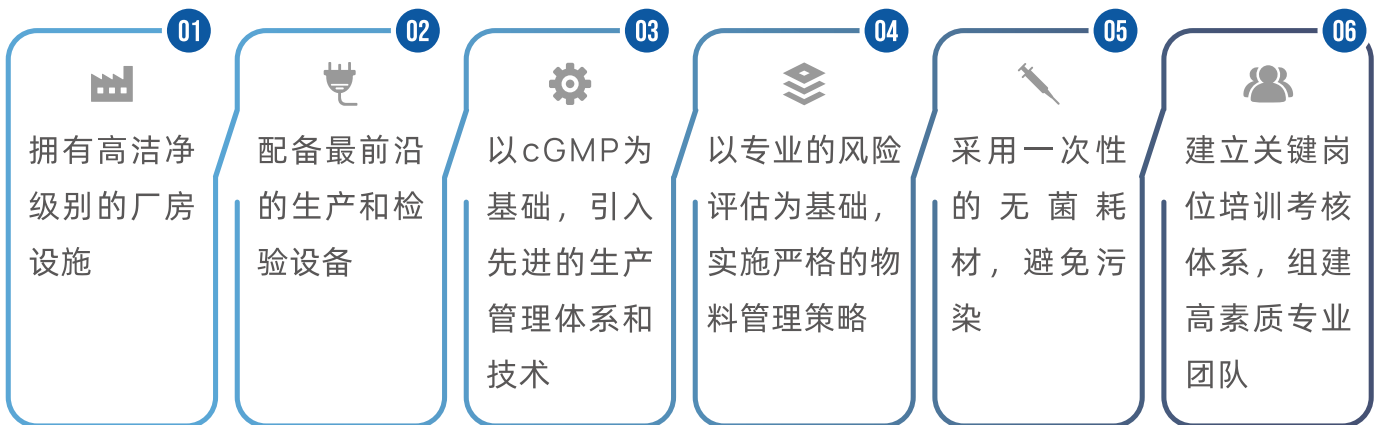 01
拥有高洁净
级别的厂房
设施
02
配备最前沿
的生产和检
验设备
03
以cGMP为
基础，引入
先进的生产
管理体系和
技术
04
以专业的风险
评估为基础，
实施严格的物
料管理策略
05
采用一次性
的无菌耗
材，避免污
染
06
建立关键岗
位培训考核
体系，组建
高素质专业
团队